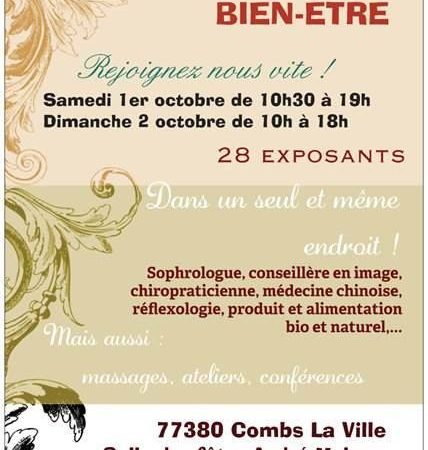 BIEN-ETRE
Rejoignez nous vite !
Samedi 1er octobre de 10h30 à 19h
Dimanche 2 octobre de 10h à 18h
28 EXPOSANTS
Dans un seul et même
endroit !
Sophrologue, conseillère en image,
chiropraticienne, médecine chinoise,
réflexologie, produit et alimentation
bio et naturel,...
Mais aussi :
massages, ateliers, conférences
77380 Combs La Ville